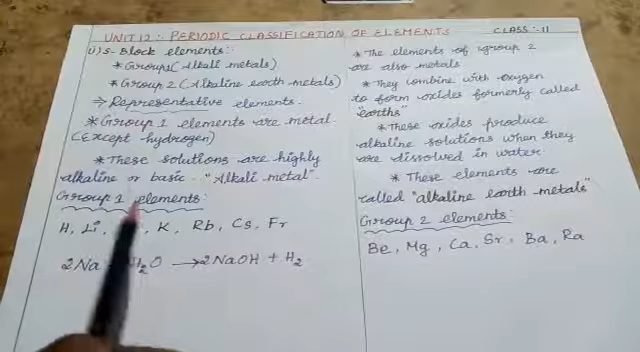 UNIT 12 : PERIODIC CLASSIFICATION OF ELEMENTS CLASS : 11
(i) S-Block elements:
* Group 1 (Alkali metals)
* Group 2 (Alkaline earth metals)
⇒ Representative elements.
* Group 1 elements are metal
(Except hydrogen)
* These solutions are highly
alkaline or basic .. "Alkali metal".
Group 1 elements:
H, Li, K, Rb, Cs, Fr
2Na H₂O → 2NaOH + H₂
* The elements of group 2
are also metals
* They combine with oxygen
to form oxides formerly called
"earths"
* These oxides produce
alkaline solutions when they
are dissolved in water.
* These elements are
called "alkaline earth metals"
Group 2 elements:
Be, Mg, Ca, Sr, Ba, Ra